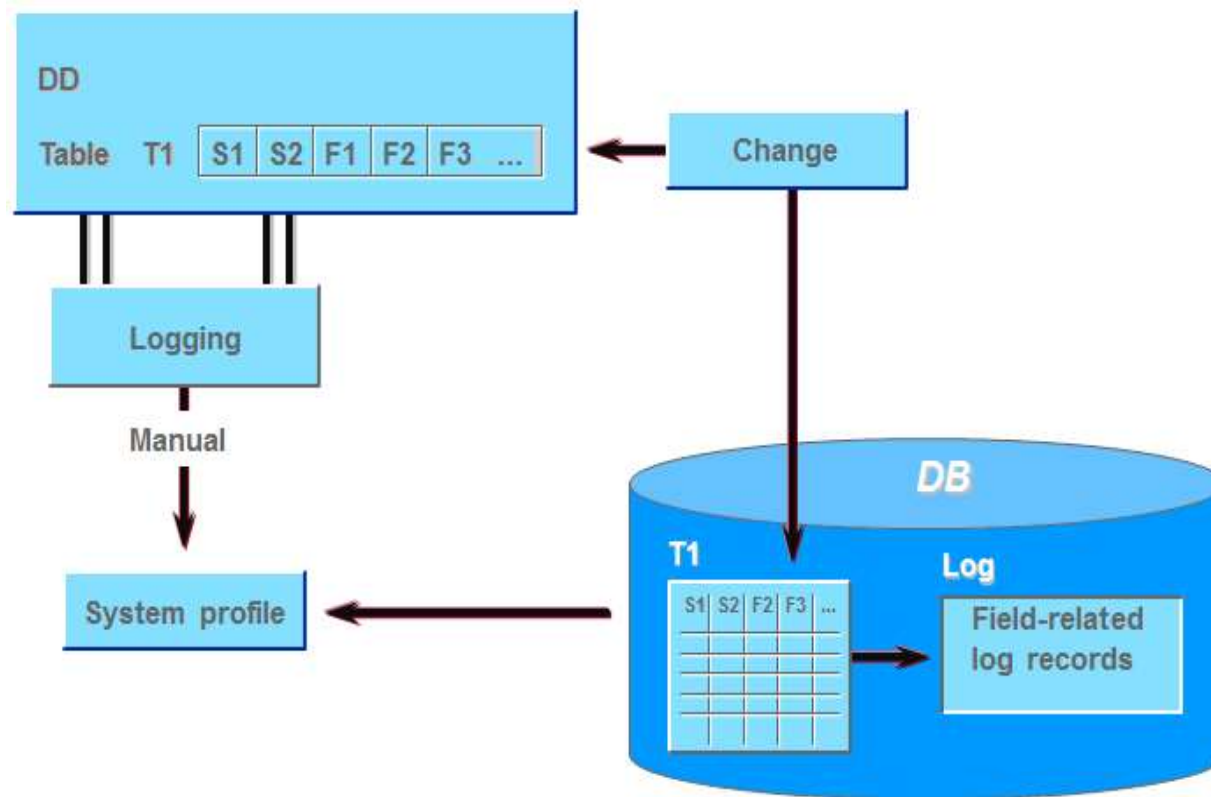 DD
Table T1 S1 S2 F1 F2 F3 ...
Change
Logging
Manual
System profile
DB
T1
S1 S2 F2 F3 ...
Log
Field-related
log records